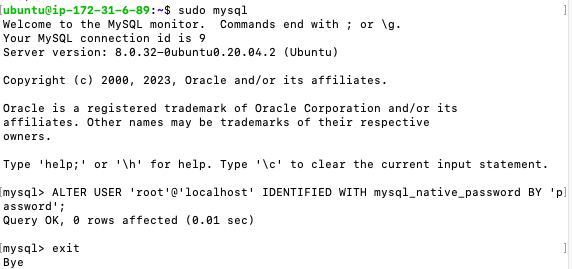 ubuntu@ip-172-31-6-89:~$ sudo mysql
Welcome to the MySQL monitor.  Commands end with ; or \g.
Your MySQL connection id is 9
Server version: 8.0.32-0ubuntu0.20.04.2 (Ubuntu)

Copyright (c) 2000, 2023, Oracle and/or its affiliates.

Oracle is a registered trademark of Oracle Corporation and/or its
affiliates. Other names may be trademarks of their respective
owners.

Type 'help;' or '\h' for help. Type '\c' to clear the current input statement.

[mysql> ALTER USER 'root'@'localhost' IDENTIFIED WITH mysql_native_password BY 'p]
assword';
Query OK, 0 rows affected (0.01 sec)

[mysql> exit ]
Bye